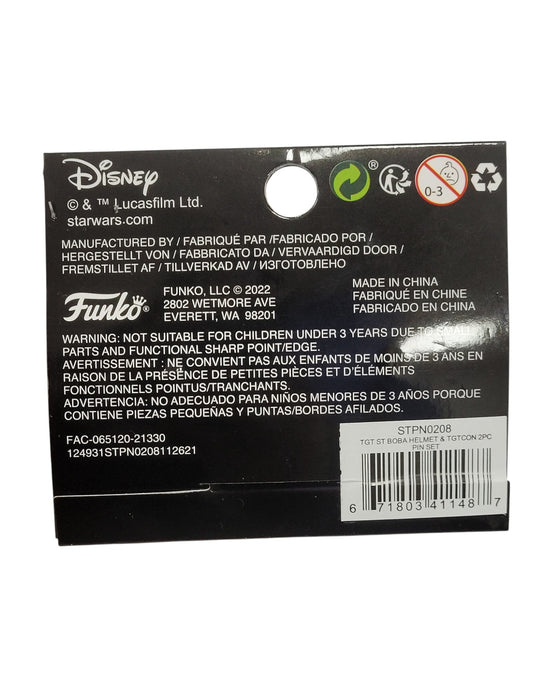 Disney
© & ™ Lucasfilm Ltd.
starwars.com
®
0-3
MANUFACTURED BY / FABRIQUÉ PAR /FABRICADO POR /
HERGESTELLT VON / FABBRICATO DA / VERVAARDIGD DOOR /
FREMSTILLET AF / TILLVERKAD AV / ИЗГОТОВЛЕНО
Funko®
FUNKO, LLC © 2022
2802 WETMORE AVE
EVERETT, WA 98201
MADE IN CHINA
FABRIQUÉ EN CHINE
FABRICADO EN CHINA
WARNING: NOT SUITABLE FOR CHILDREN UNDER 3 YEARS DUE TO SMALL
PARTS AND FUNCTIONAL SHARP POINT/EDGE.
AVERTISSEMENT : NE CONVIENT PAS AUX ENFANTS DE MOINS DE 3 ANS EN
RAISON DE LA PRÉSÉNCE DE PETITES PIÈCES ET D'ÉLÉMENTS
FONCTIONNELS POINTUS/TRANCHANTS.
ADVERTENCIA: NO ADECUADO PARA NIÑOS MENORES DE 3 AÑOS PORQUE
CONTIENE PIEZAS PEQUEÑAS Y PUNTAS/BORDES AFILADOS.
FAC-065120-21330
124931STPN0208112621
STPN0208
TGT ST BOBA HELMET & TGTCON 2PC
PIN SET
6 71803 41148 7